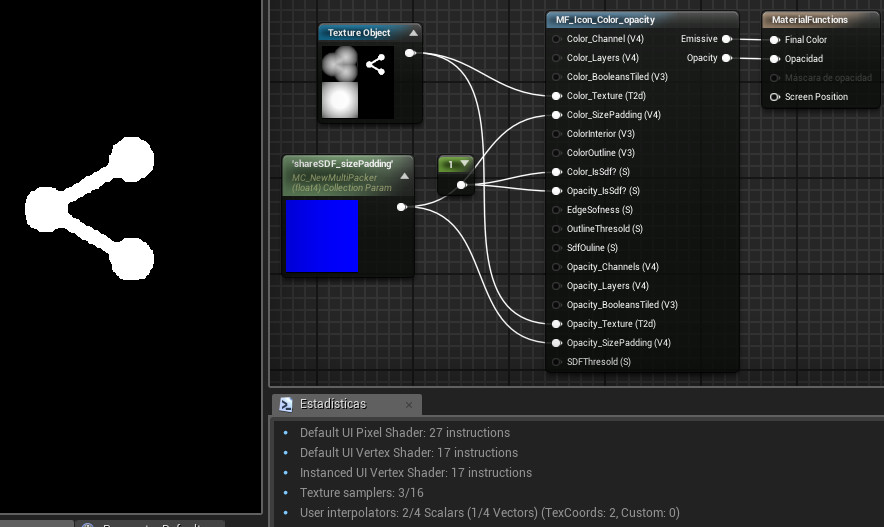 Texture Object
'shareSDF_sizePadding'
MC_NewMultiPacker
(float4) Collection Param
1
MF_Icon_Color_opacity
Color_Channel (V4)
Color_Layers (V4)
Color_BooleansTiled (V3)
Color_Texture (T2d)
Color_SizePadding (V4)
ColorInterior (V3)
ColorOutline (V3)
Color_IsSdf? (S)
Opacity_IsSdf? (S)
EdgeSofness (S)
OutlineThresold (S)
SdfOuline (S)
Opacity_Channels (V4)
Opacity_Layers (V4)
Opacity_BooleansTiled (V3)
Opacity_Texture (T2d)
Opacity_SizePadding (V4)
SDFThresold (S)
Emissive
Opacity
MaterialFunctions
Final Color
Opacidad
Máscara de opacidad
Screen Position
Estadísticas
Default UI Pixel Shader: 27 instructions
Default UI Vertex Shader: 17 instructions
Instanced UI Vertex Shader: 17 instructions
Texture samplers: 3/16
User interpolators: 2/4 Scalars (1/4 Vectors) (TexCoords: 2, Custom: 0)